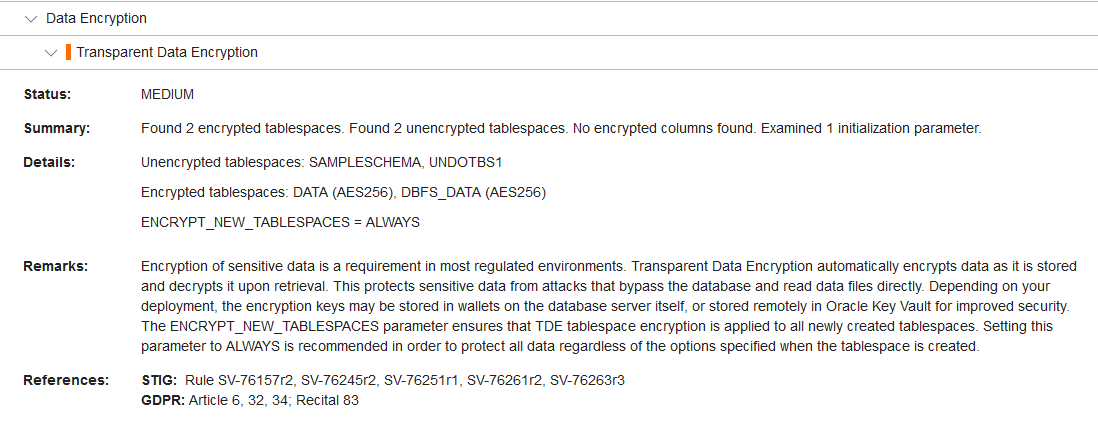 Data Encryption
Transparent Data Encryption
Status: MEDIUM
Summary: Found 2 encrypted tablespaces. Found 2 unencrypted tablespaces. No encrypted columns found. Examined 1 initialization parameter.
Details: Unencrypted tablespaces: SAMPLESCHEMA, UNDOTBS1
Encrypted tablespaces: DATA (AES256), DBFS_DATA (AES256)
ENCRYPT_NEW_TABLESPACES = ALWAYS
Remarks: Encryption of sensitive data is a requirement in most regulated environments. Transparent Data Encryption automatically encrypts data as it is stored
and decrypts it upon retrieval. This protects sensitive data from attacks that bypass the database and read data files directly. Depending on your
deployment, the encryption keys may be stored in wallets on the database server itself, or stored remotely in Oracle Key Vault for improved security.
The ENCRYPT_NEW_TABLESPACES parameter ensures that TDE tablespace encryption is applied to all newly created tablespaces. Setting this
parameter to ALWAYS is recommended in order to protect all data regardless of the options specified when the tablespace is created.
References: STIG: Rule SV-76157r2, SV-76245r2, SV-76251r1, SV-76261r2, SV-76263r3
GDPR: Article 6, 32, 34; Recital 83